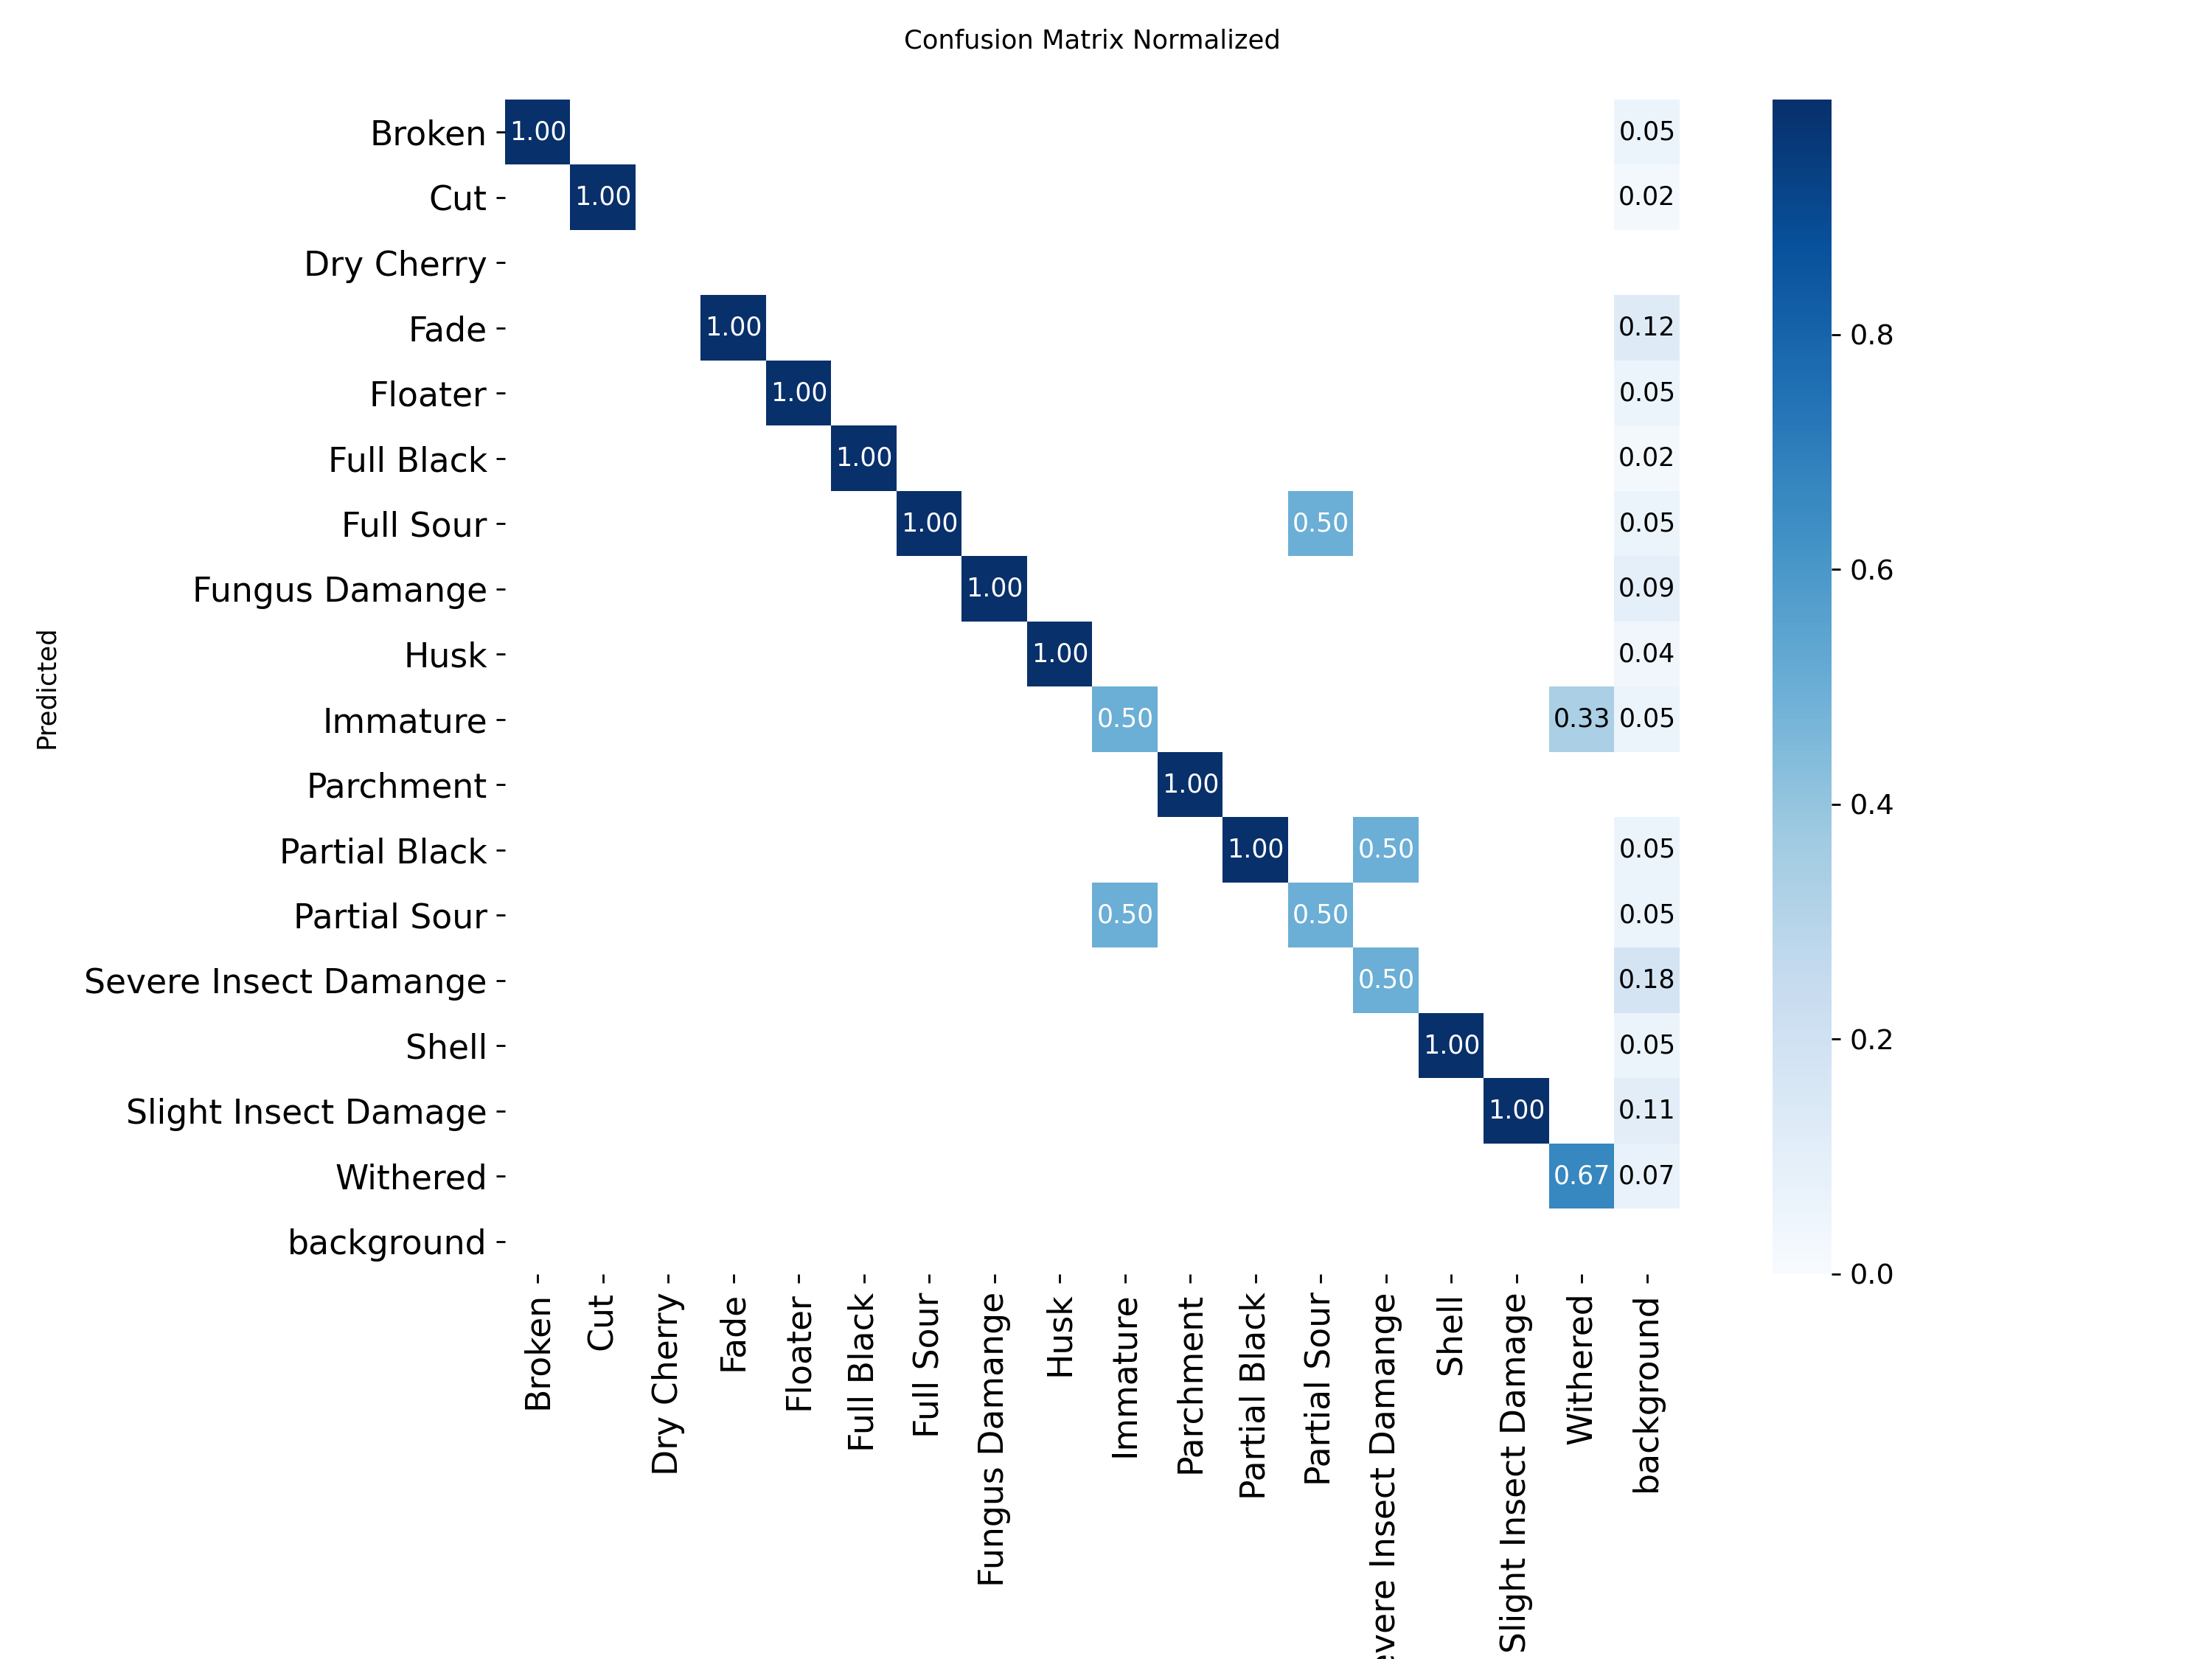 Confusion Matrix Normalized
Predicted
Broken 1.00 0.05
Cut 1.00 0.02
Dry Cherry
Fade 1.00 0.12
Floater 1.00 0.05
Full Black 1.00 0.02
Full Sour 1.00 0.50 0.05
Fungus Damange 1.00 0.09
Husk 1.00 0.04
Immature 0.50 0.33 0.05
Parchment 1.00
Partial Black 1.00 0.50 0.05
Partial Sour 0.50 0.50 0.05
Severe Insect Damange 0.50 0.18
Shell 1.00 0.05
Slight Insect Damage 1.00 0.11
Withered 0.67 0.07
background
Broken
Cut
Dry Cherry
Fade
Floater
Full Black
Full Sour
Fungus Damange
Husk
Immature
Parchment
Partial Black
Partial Sour
evere Insect Damange
Shell
Slight Insect Damage
Withered
background
0.8
0.6
0.4
0.2
0.0